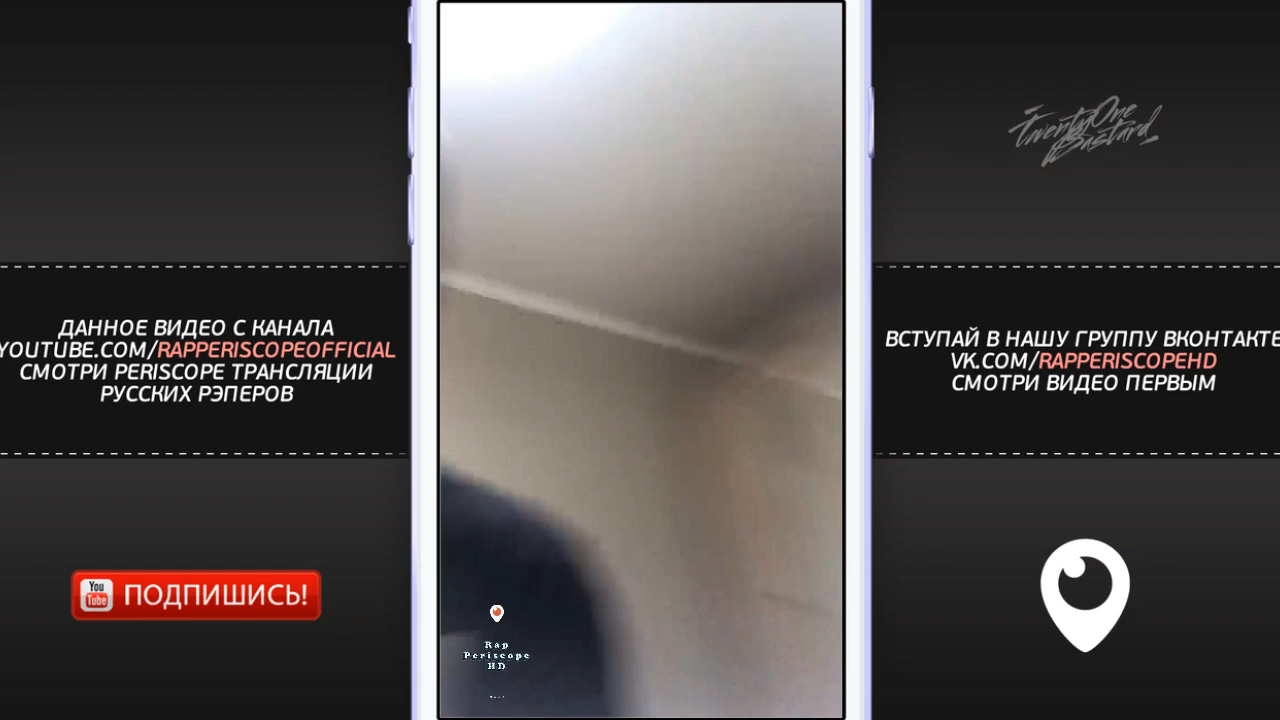 ДАННОЕ ВИДЕО С КАНАЛА
YOUTUBE.COM/RAPPERISCOPEOFFICIAL
СМОТРИ PERISCOPE ТРАНСЛЯЦИИ
РУССКИХ РЭПЕРОВ
You
Tube
ПОДПИШИСЬ!
Rap
Periscope
HD
TwentyOne
Bastard
ВСТУПАЙ В НАШУ ГРУППУ ВКОНТАКТЕ
VK.COM/RAPPERISCOPEHD
СМОТРИ ВИДЕО ПЕРВЫМ